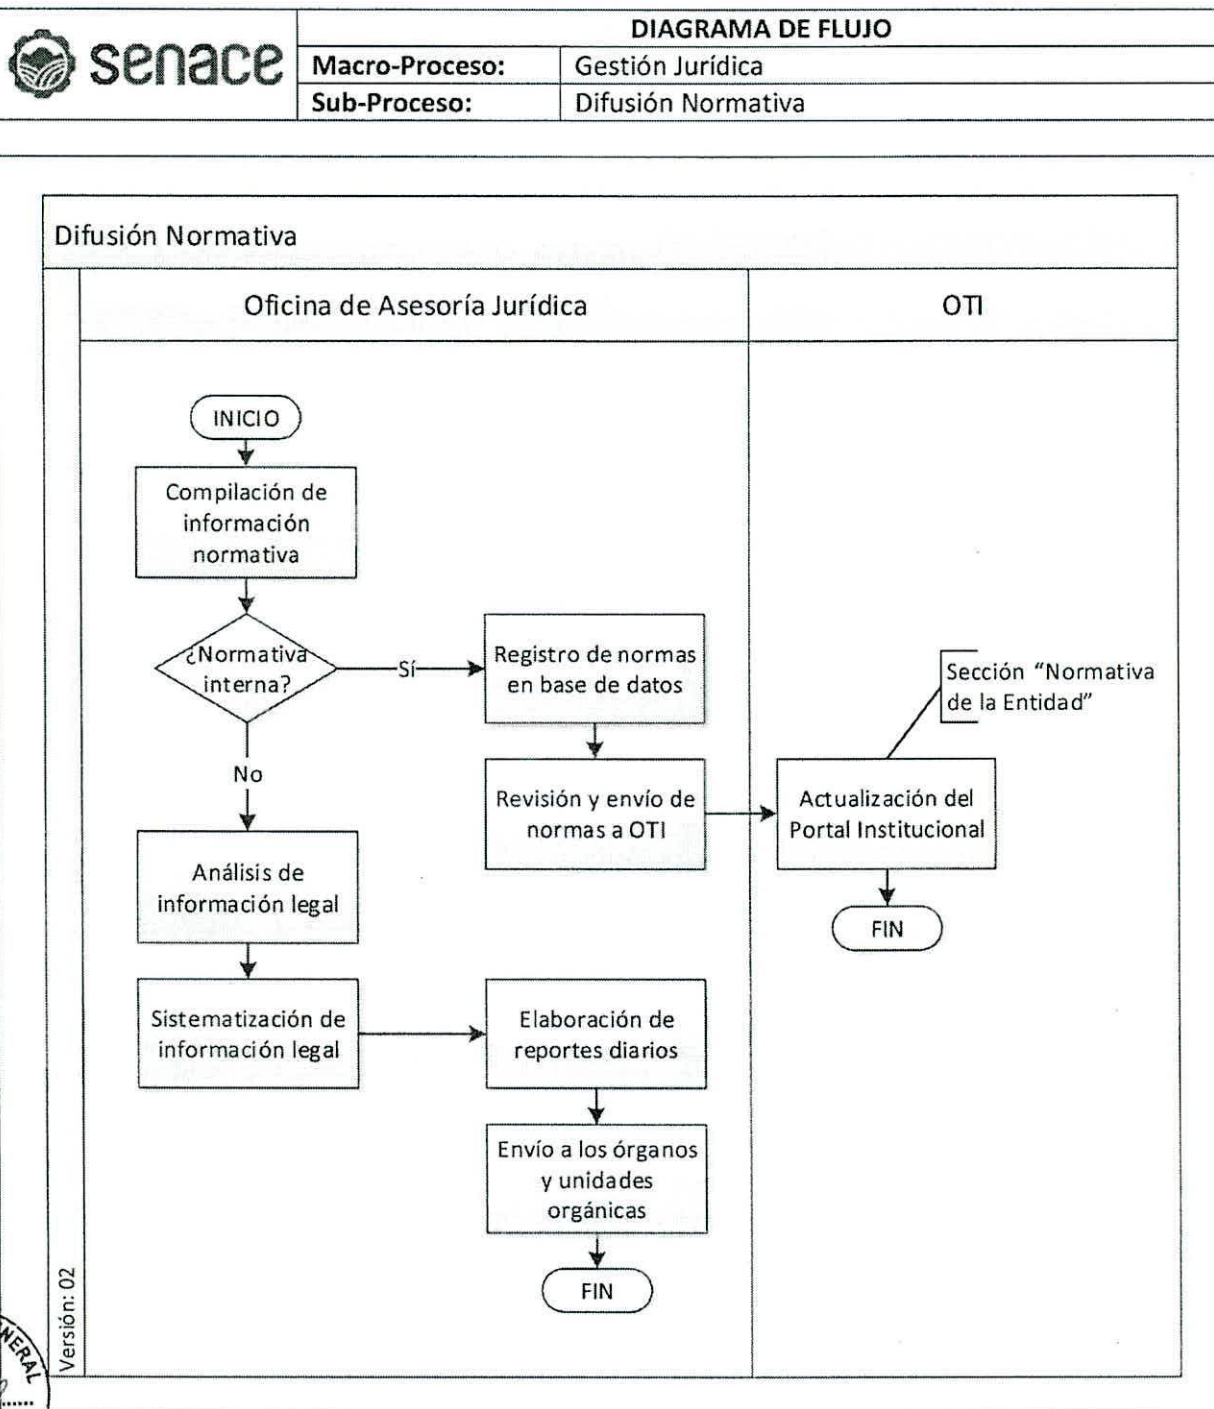 senace
DIAGRAMA DE FLUJO
Macro-Proceso:
Gestión Jurídica
Sub-Proceso:
Difusión Normativa
Difusión Normativa
Oficina de Asesoría Jurídica
OTI
INICIO
Compilación de
información
normativa
¿Normativa
interna?
Sí
Registro de normas
en base de datos
Sección “Normativa
de la Entidad”
No
Revisión y envío de
normas a OTI
Actualización del
Portal Institucional
FIN
Análisis de
información legal
Sistematización de
información legal
Elaboración de
reportes diarios
Envío a los órganos
y unidades
orgánicas
FIN
Versión: 02